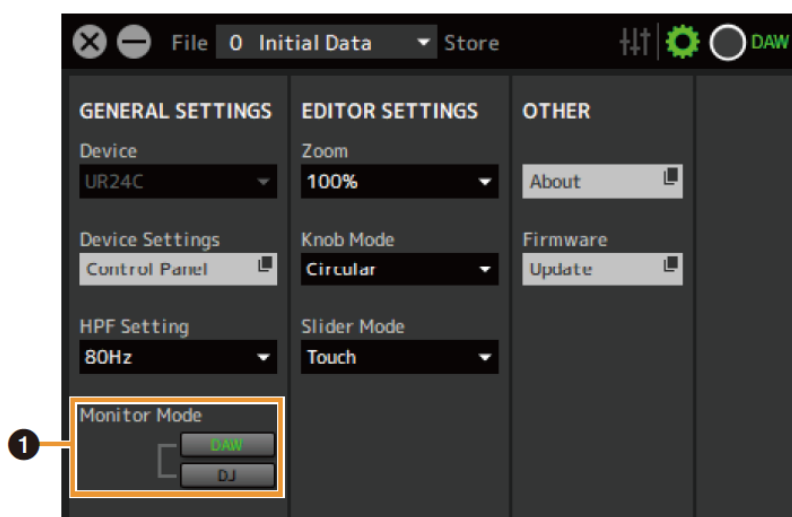 File 0 Initial Data Store DAW
GENERAL SETTINGS
Device
UR24C
Device Settings
Control Panel
HPF Setting
80Hz
Monitor Mode
DAW
DJ
EDITOR SETTINGS
Zoom
100%
Knob Mode
Circular
Slider Mode
Touch
OTHER
About
Firmware
Update
1